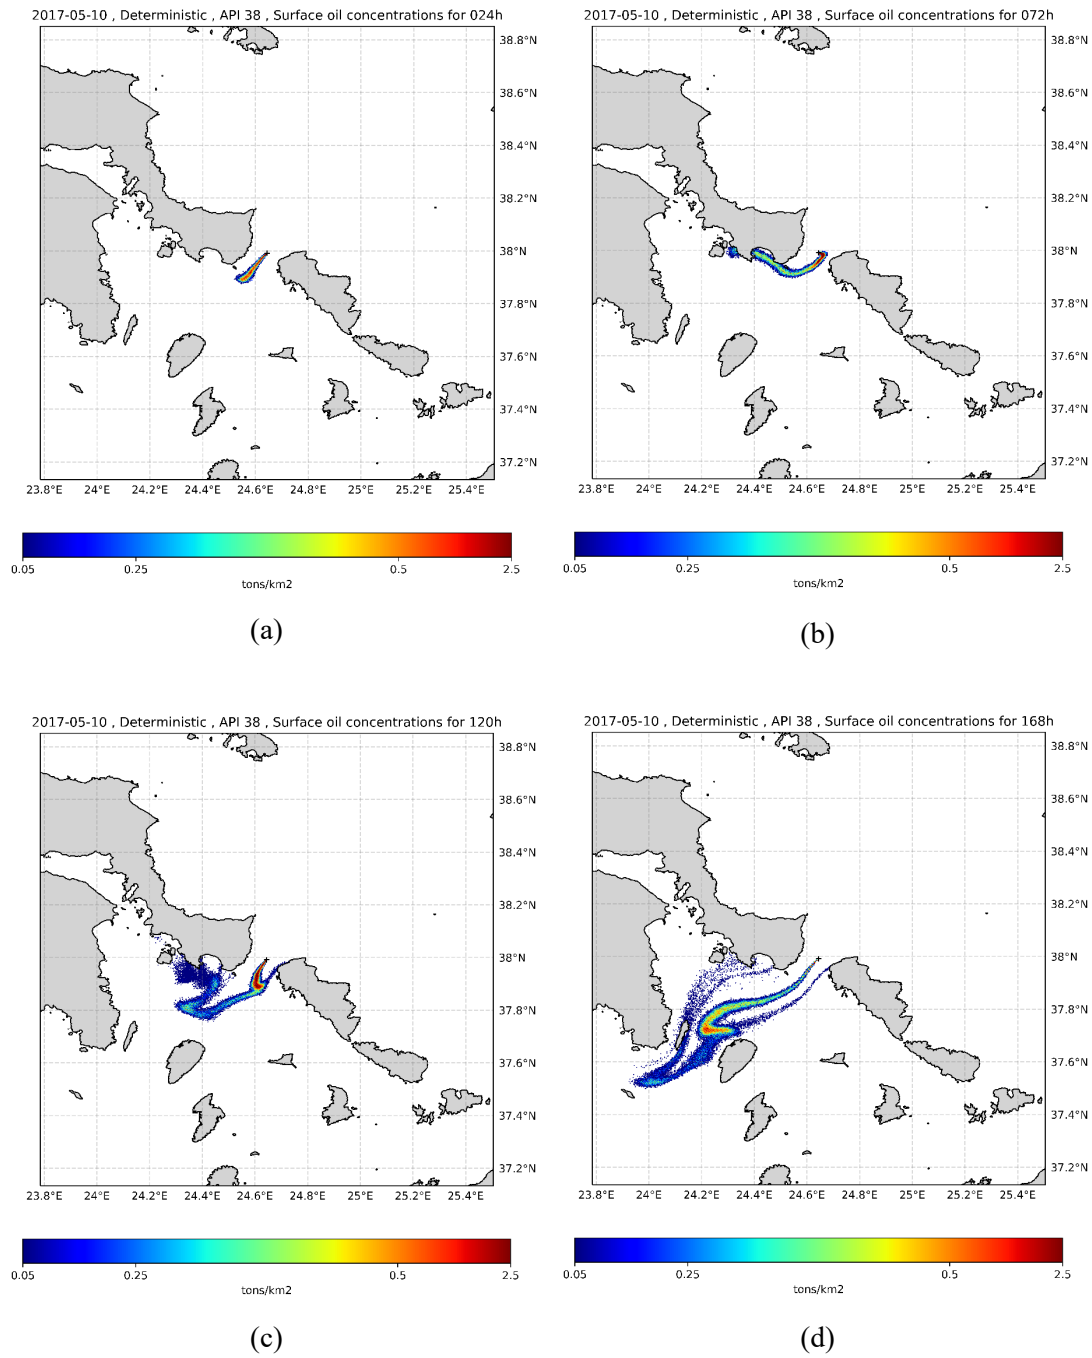 2017-05-10 , Deterministic , API 38 , Surface oil concentrations for 024h
38.8°N
38.6°N
38.4°N
38.2°N
38°N
37.8°N
37.6°N
37.4°N
37.2°N
23.8°E 24°E 24.2°E 24.4°E 24.6°E 24.8°E 25°E 25.2°E 25.4°E
0.05 0.25 0.5 2.5
tons/km2
(a)
2017-05-10 , Deterministic , API 38 , Surface oil concentrations for 072h
38.8°N
38.6°N
38.4°N
38.2°N
38°N
37.8°N
37.6°N
37.4°N
37.2°N
23.8°E 24°E 24.2°E 24.4°E 24.6°E 24.8°E 25°E 25.2°E 25.4°E
0.05 0.25 0.5 2.5
tons/km2
(b)
2017-05-10 , Deterministic , API 38 , Surface oil concentrations for 120h
38.8°N
38.6°N
38.4°N
38.2°N
38°N
37.8°N
37.6°N
37.4°N
37.2°N
23.8°E 24°E 24.2°E 24.4°E 24.6°E 24.8°E 25°E 25.2°E 25.4°E
0.05 0.25 0.5 2.5
tons/km2
(c)
2017-05-10 , Deterministic , API 38 , Surface oil concentrations for 168h
38.8°N
38.6°N
38.4°N
38.2°N
38°N
37.8°N
37.6°N
37.4°N
37.2°N
23.8°E 24°E 24.2°E 24.4°E 24.6°E 24.8°E 25°E 25.2°E 25.4°E
0.05 0.25 0.5 2.5
tons/km2
(d)